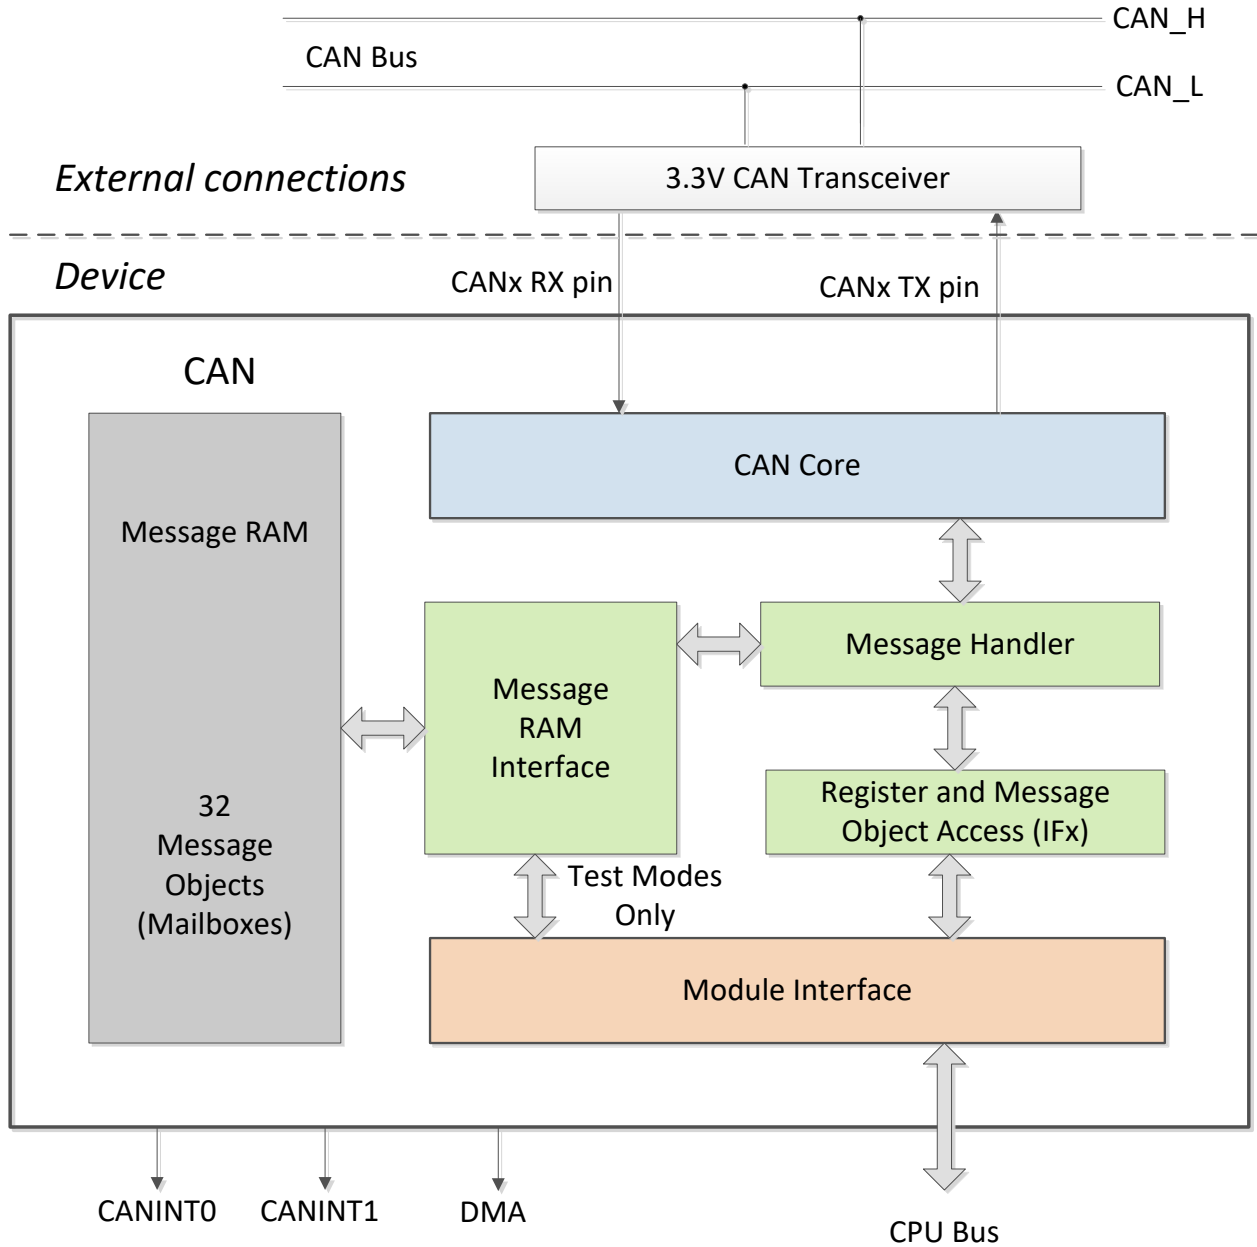 CAN_H
CAN Bus
CAN_L
External connections
3.3V CAN Transceiver
Device
CANx RX pin
CANx TX pin
CAN
CAN Core
Message RAM
Message Handler
Message
RAM
Interface
Register and Message
Object Access (IFx)
32
Message
Objects
(Mailboxes)
Test Modes
Only
Module Interface
CANINT0
CANINT1
DMA
CPU Bus